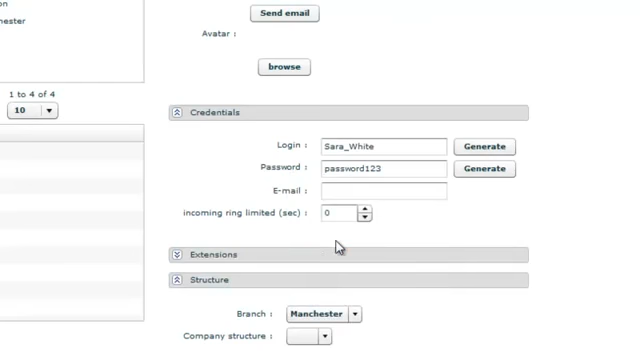 on
Send email
Avatar :
hester
browse
1 to 4 of 4
10
Credentials
Login : Sara_White Generate
Password : password123 Generate
E-mail :
incoming ring limited (sec) : 0
Extensions
Structure
Branch : Manchester
Company structure :